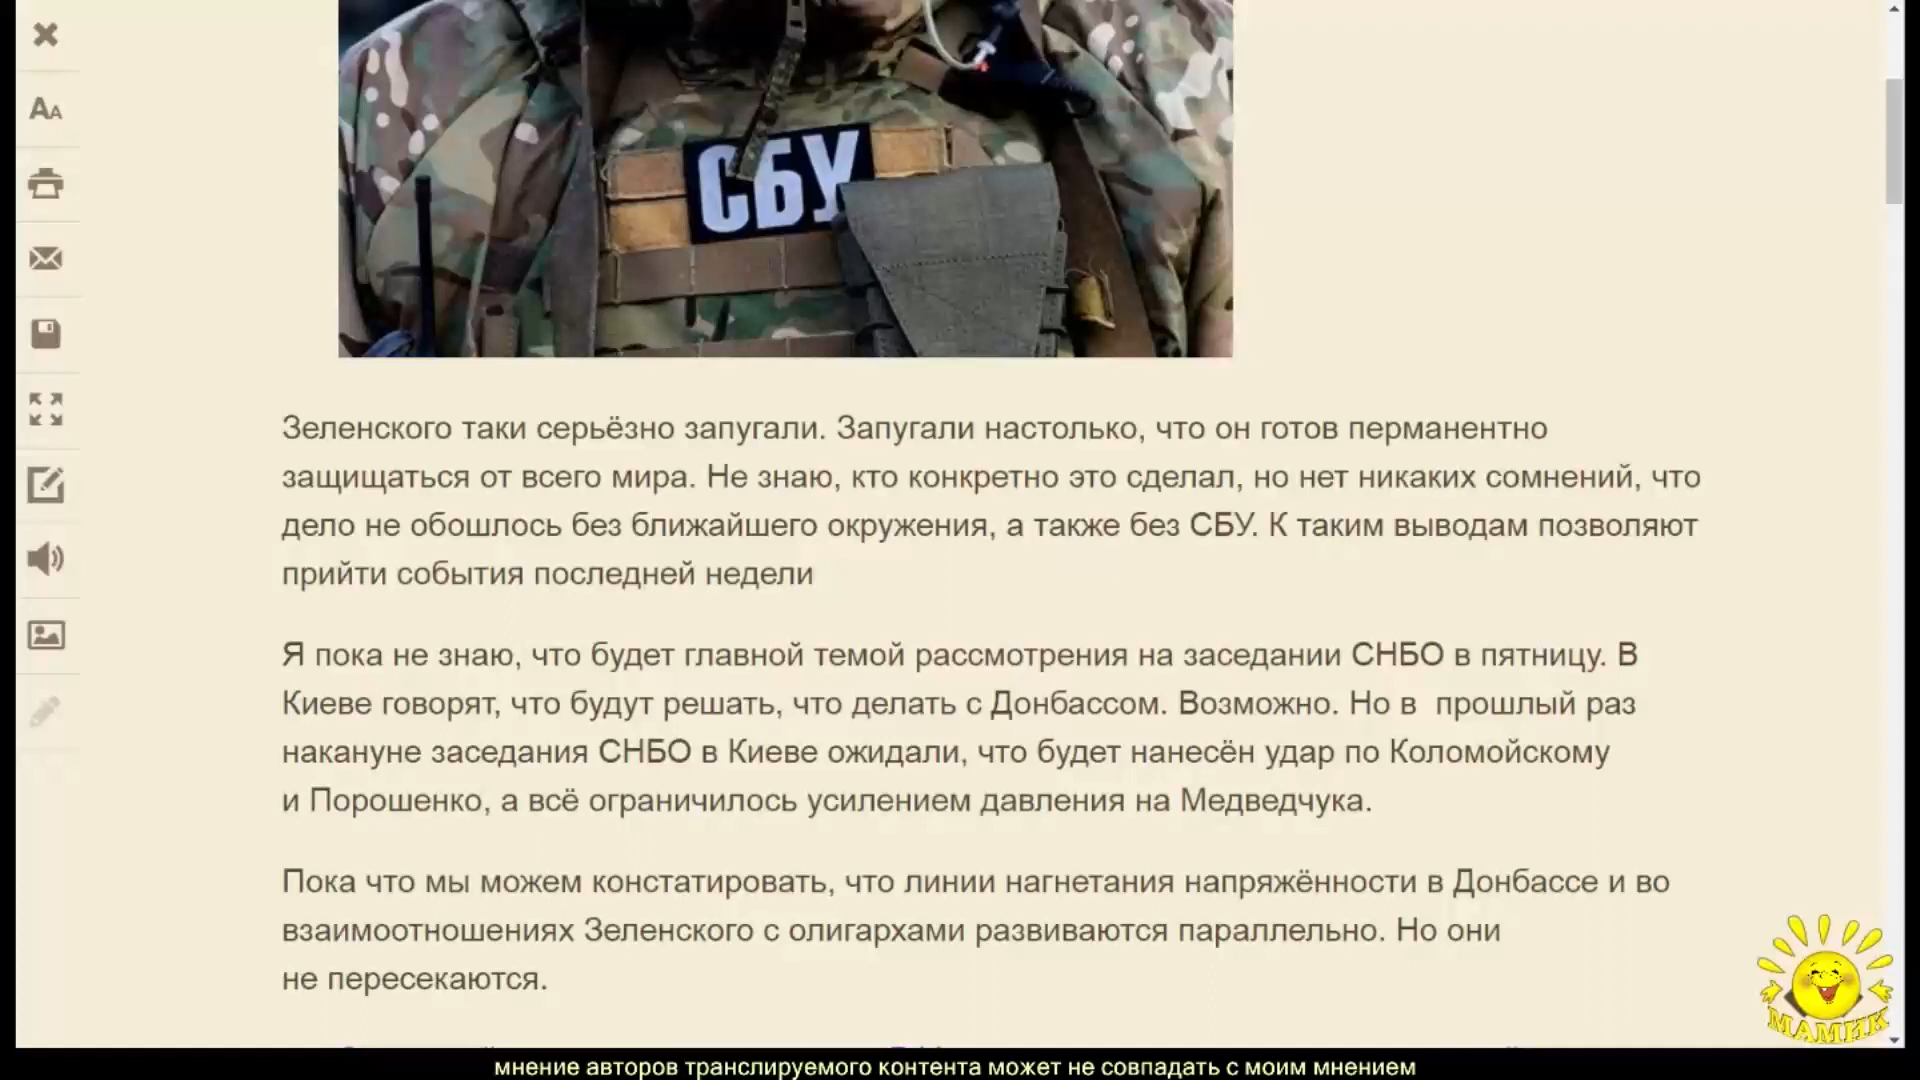 СБУ
Зеленского таки серьёзно запугали. Запугали настолько, что он готов перманентно
защищаться от всего мира. Не знаю, кто конкретно это сделал, но нет никаких сомнений, что
дело не обошлось без ближайшего окружения, а также без СБУ. К таким выводам позволяют
прийти события последней недели
Я пока не знаю, что будет главной темой рассмотрения на заседании СНБО в пятницу. В
Киеве говорят, что будут решать, что делать с Донбассом. Возможно. Но в прошлый раз
накануне заседания СНБО в Киеве ожидали, что будет нанесён удар по Коломойскому
и Порошенко, а всё ограничилось усилением давления на Медведчука.
Пока что мы можем констатировать, что линии нагнетания напряжённости в Донбассе и во
взаимоотношениях Зеленского с олигархами развиваются параллельно. Но они
не пересекаются.
МАМИК
мнение авторов транслируемого контента может не совпадать с моим мнением